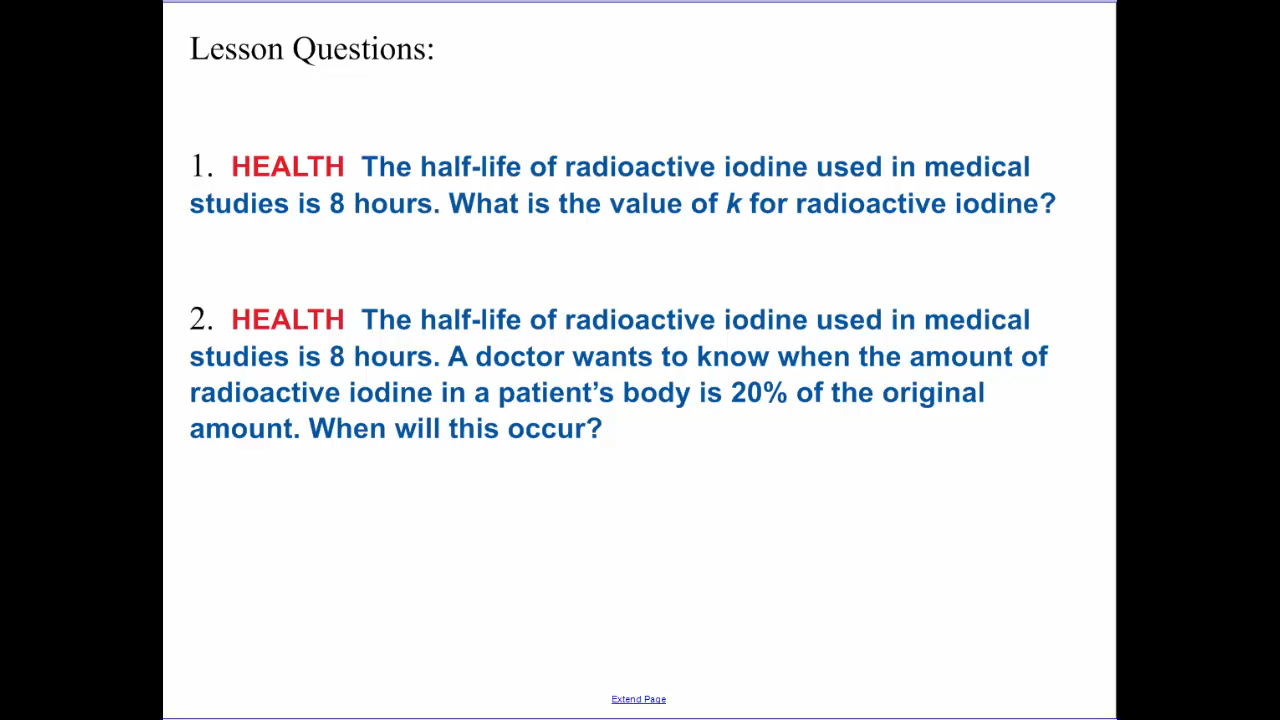 Lesson Questions:
1. HEALTH The half-life of radioactive iodine used in medical
studies is 8 hours. What is the value of k for radioactive iodine?
2. HEALTH The half-life of radioactive iodine used in medical
studies is 8 hours. A doctor wants to know when the amount of
radioactive iodine in a patient’s body is 20% of the original
amount. When will this occur?
Extend Page